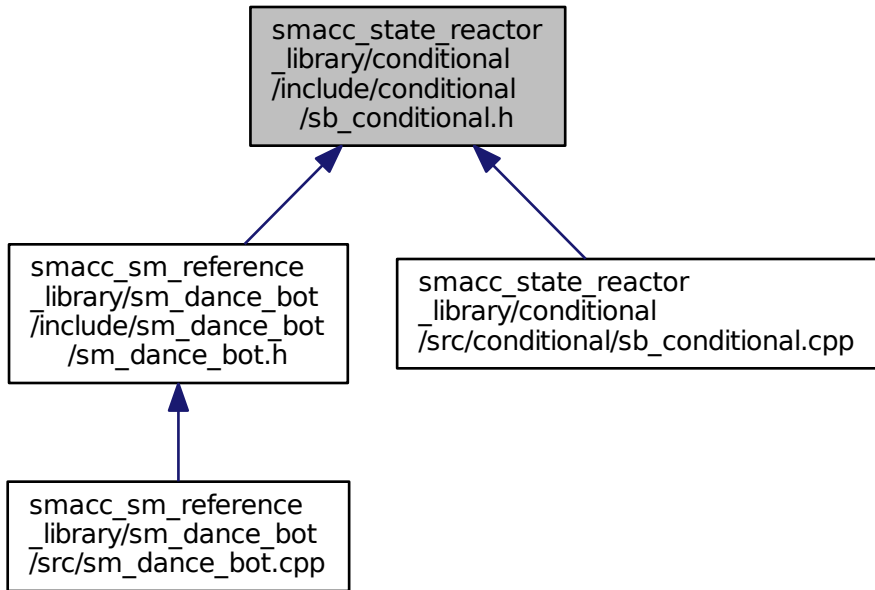 smacc_state_reactor
_library/conditional
/include/conditional
/sb_conditional.h
smacc_sm_reference
_library/sm_dance_bot
/include/sm_dance_bot
/sm_dance_bot.h
smacc_state_reactor
_library/conditional
/src/conditional/sb_conditional.cpp
smacc_sm_reference
_library/sm_dance_bot
/src/sm_dance_bot.cpp